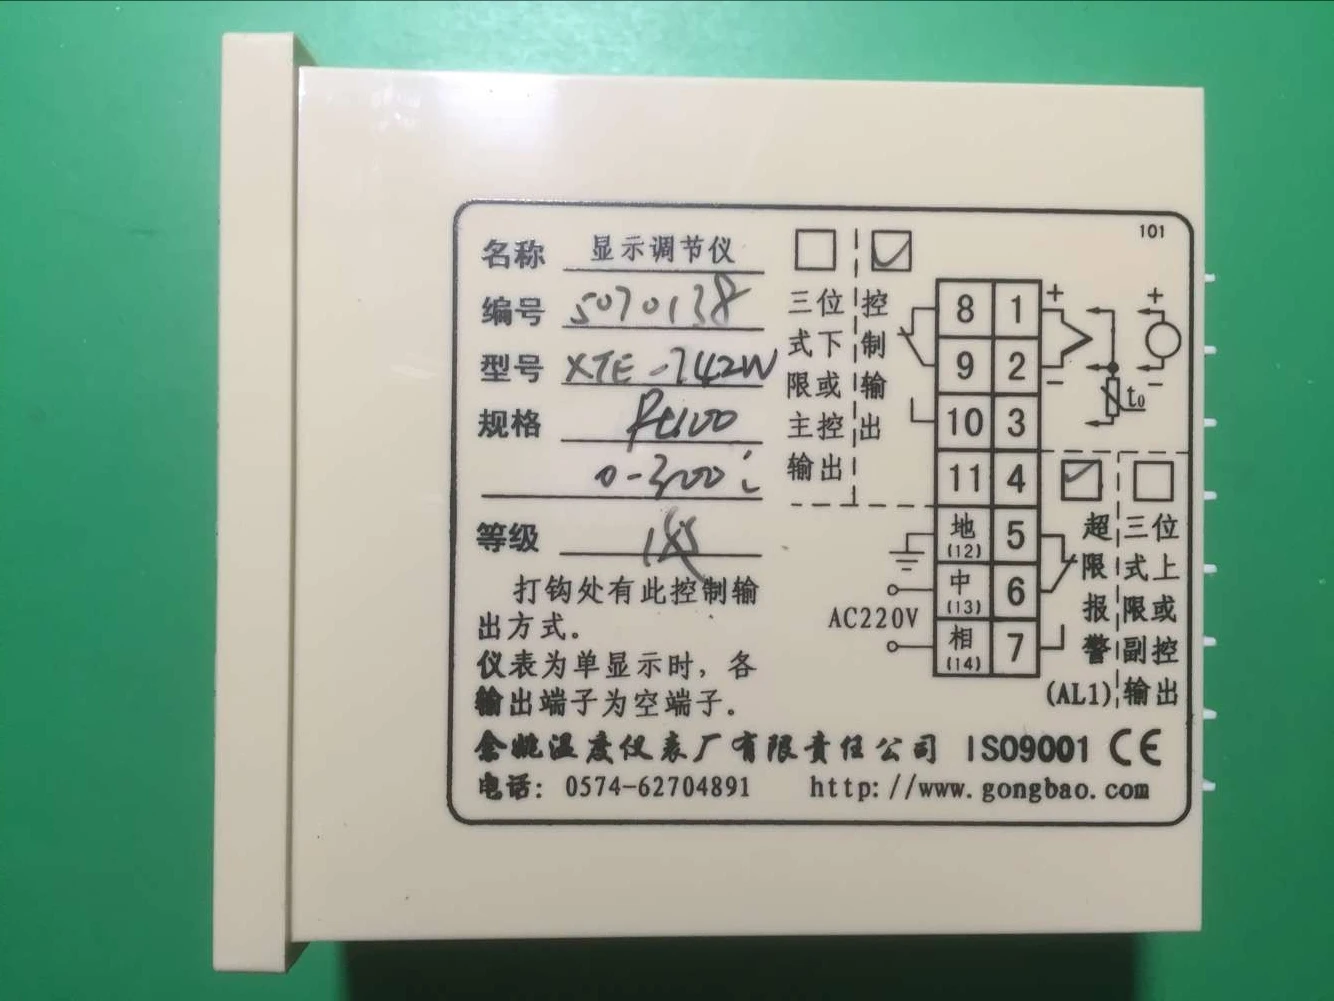 101
名称 显示调节仪
编号 5070138
型号 XTE-742W
规格 Pt100
0-300℃
等级
打钩处有此控制输
出方式。
仪表为单显示时，各
输出端子为空端子。
三位式下限或主控输出
控制输出
8 1 +
9 2 -
10 3 t₀
11 4
地(12) 5
中(13) 6
相(14) 7
+
-
AC220V
超限报警(AL1)
三位式上限或副控输出
余姚温度仪表厂有限责任公司 ISO9001 CE
电话：0574-62704891 http://www.gongbao.com